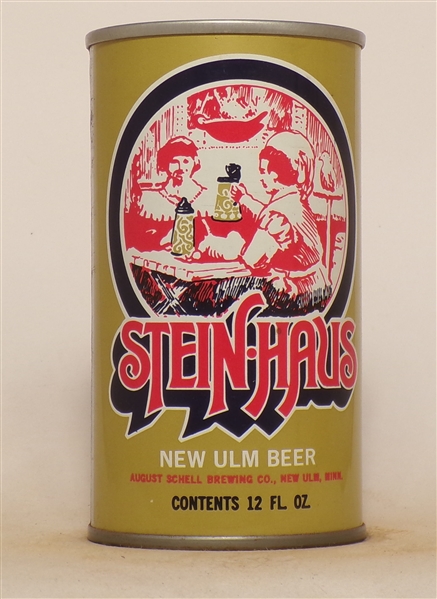 STEIN·HAUS
NEW ULM BEER
AUGUST SCHELL BREWING CO., NEW ULM, MINN.
CONTENTS 12 FL. OZ.